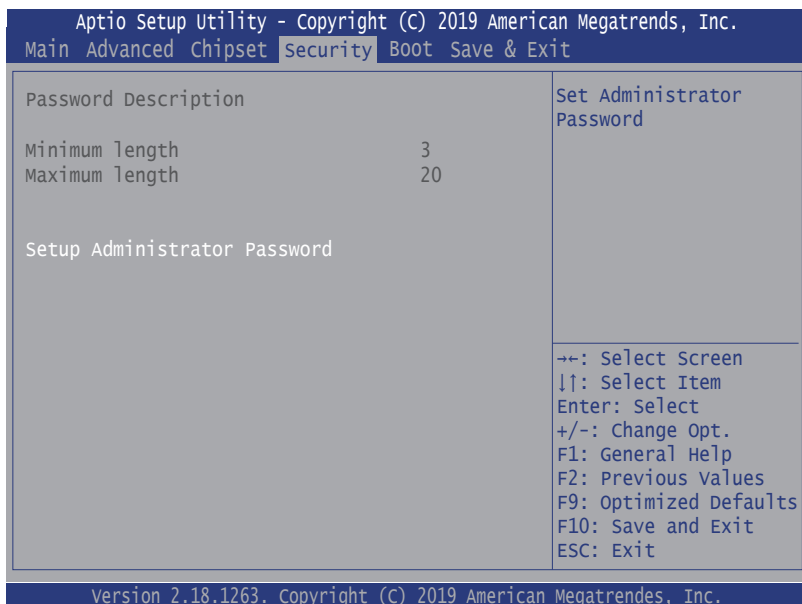 Aptio Setup Utility - Copyright (C) 2019 American Megatrends, Inc.
Main Advanced Chipset Security Boot Save & Exit
Password Description
Minimum length 3
Maximum length 20
Setup Administrator Password
Set Administrator
Password
→←: Select Screen
↓↑: Select Item
Enter: Select
+/-: Change Opt.
F1: General Help
F2: Previous Values
F9: Optimized Defaults
F10: Save and Exit
ESC: Exit
Version 2.18.1263. Copyright (C) 2019 American Megatrendes, Inc.